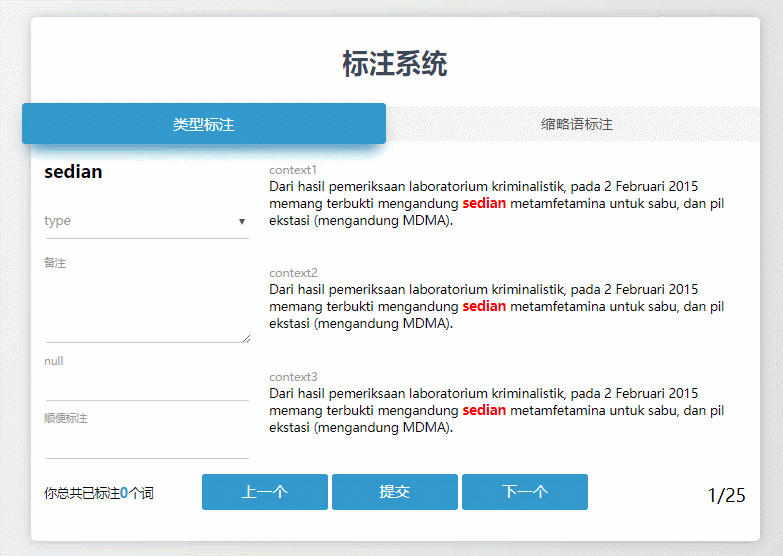 标注系统
类型标注
缩略语标注
sedian
type
备注
null
顺便标注
context1
Dari hasil pemeriksaan laboratorium kriminalistik, pada 2 Februari 2015
memang terbukti mengandung sedian metamfetamina untuk sabu, dan pil
ekstasi (mengandung MDMA).
context2
Dari hasil pemeriksaan laboratorium kriminalistik, pada 2 Februari 2015
memang terbukti mengandung sedian metamfetamina untuk sabu, dan pil
ekstasi (mengandung MDMA).
context3
Dari hasil pemeriksaan laboratorium kriminalistik, pada 2 Februari 2015
memang terbukti mengandung sedian metamfetamina untuk sabu, dan pil
ekstasi (mengandung MDMA).
你总共已标注0个词
上一个
提交
下一个
1/25